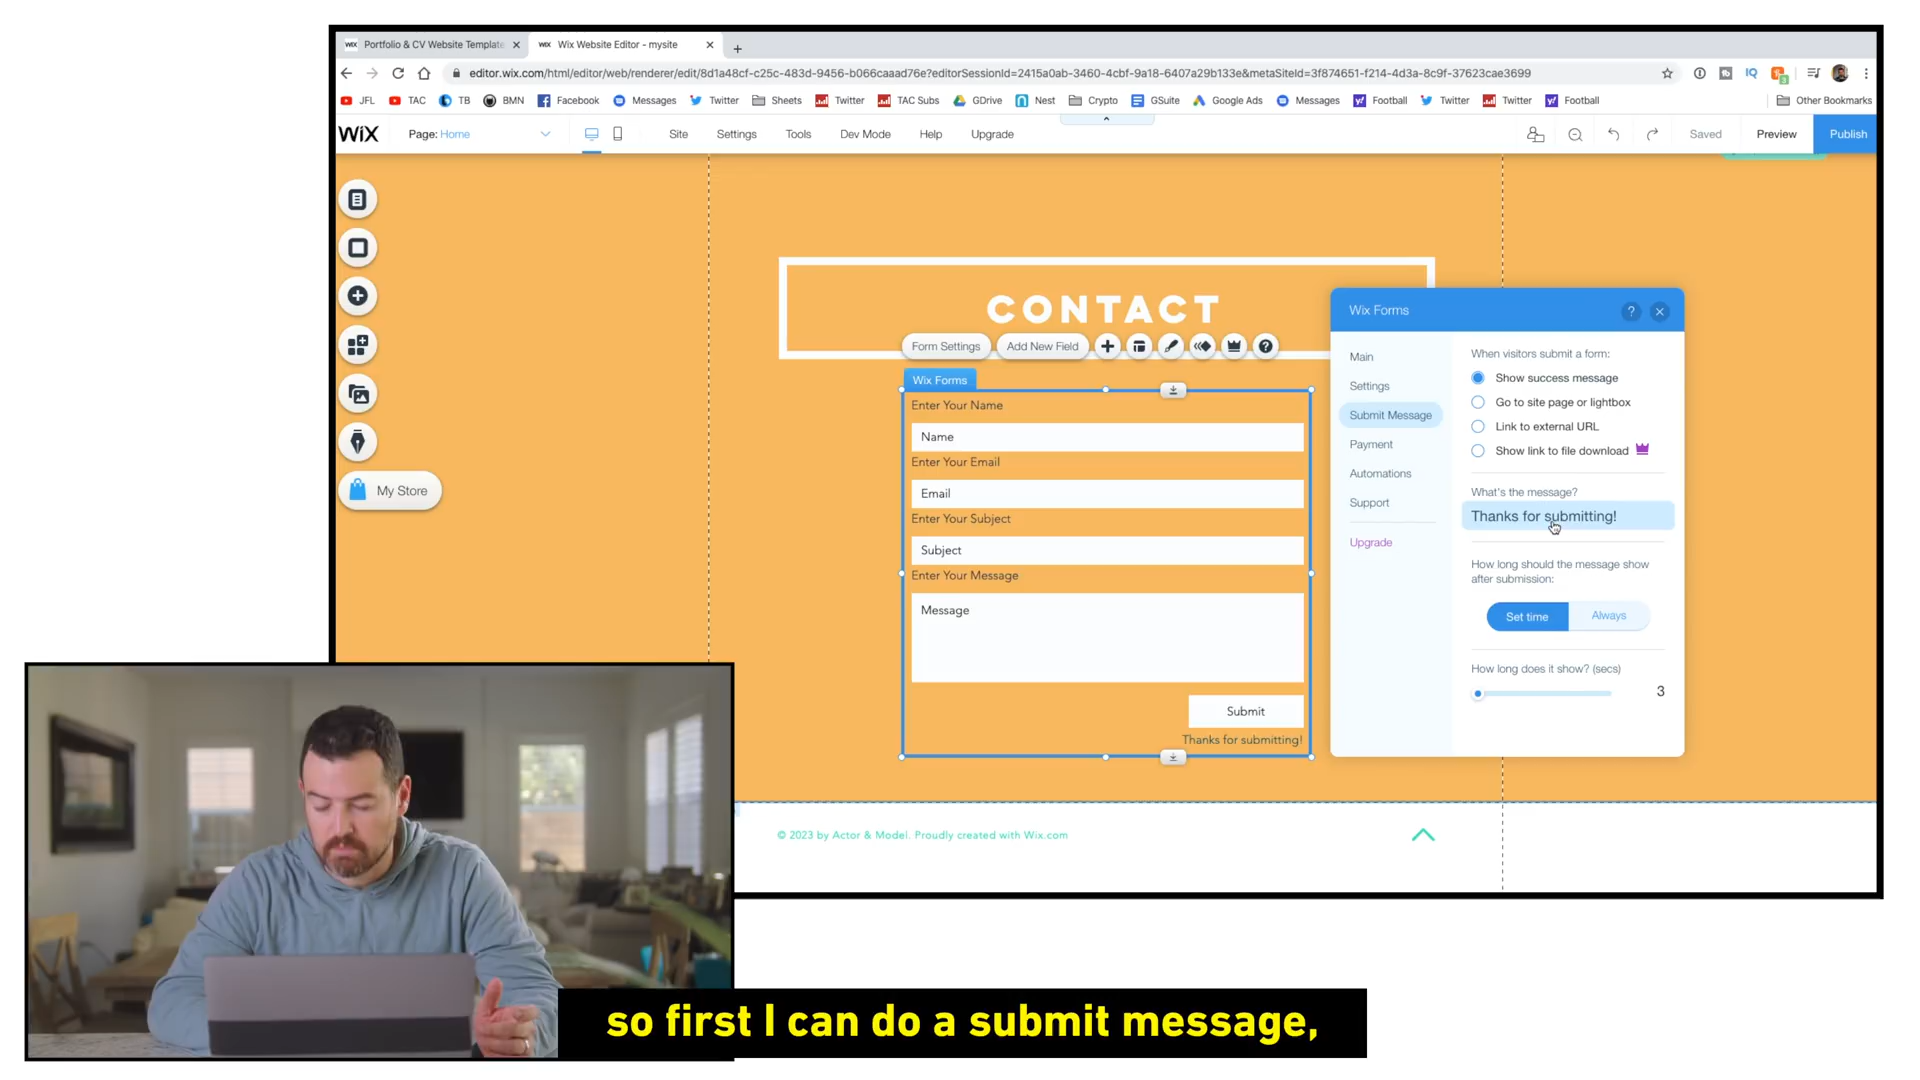 WIX Portfolio & CV Website Template
WIX Wix Website Editor - mysite
editor.wix.com/html/editor/web/renderer/edit/8d1a48cf-c25c-483d-9456-b066caaad76e?editorSessionId=2415a0ab-3460-4cbf-9a18-6407a29b133e&metaSiteId=3f874651-f214-4d3a-8c9f-37623cae3699
JFL TAC TB BMN Facebook Messages Twitter Sheets Twitter TAC Subs GDrive Nest Crypto GSuite Google Ads Messages Football Twitter Twitter Football Other Bookmarks
WiX Page: Home Site Settings Tools Dev Mode Help Upgrade Saved Preview Publish
CONTACT
Form Settings Add New Field
Wix Forms
Enter Your Name
Name
Enter Your Email
Email
Enter Your Subject
Subject
Enter Your Message
Message
Submit
Thanks for submitting!
My Store
Wix Forms
Main
Settings
Submit Message
Payment
Automations
Support
Upgrade
When visitors submit a form:
Show success message
Go to site page or lightbox
Link to external URL
Show link to file download
What's the message?
Thanks for submitting!
How long should the message show
after submission:
Set time Always
How long does it show? (secs)
3
© 2023 by Actor & Model. Proudly created with Wix.com
so first I can do a submit message,